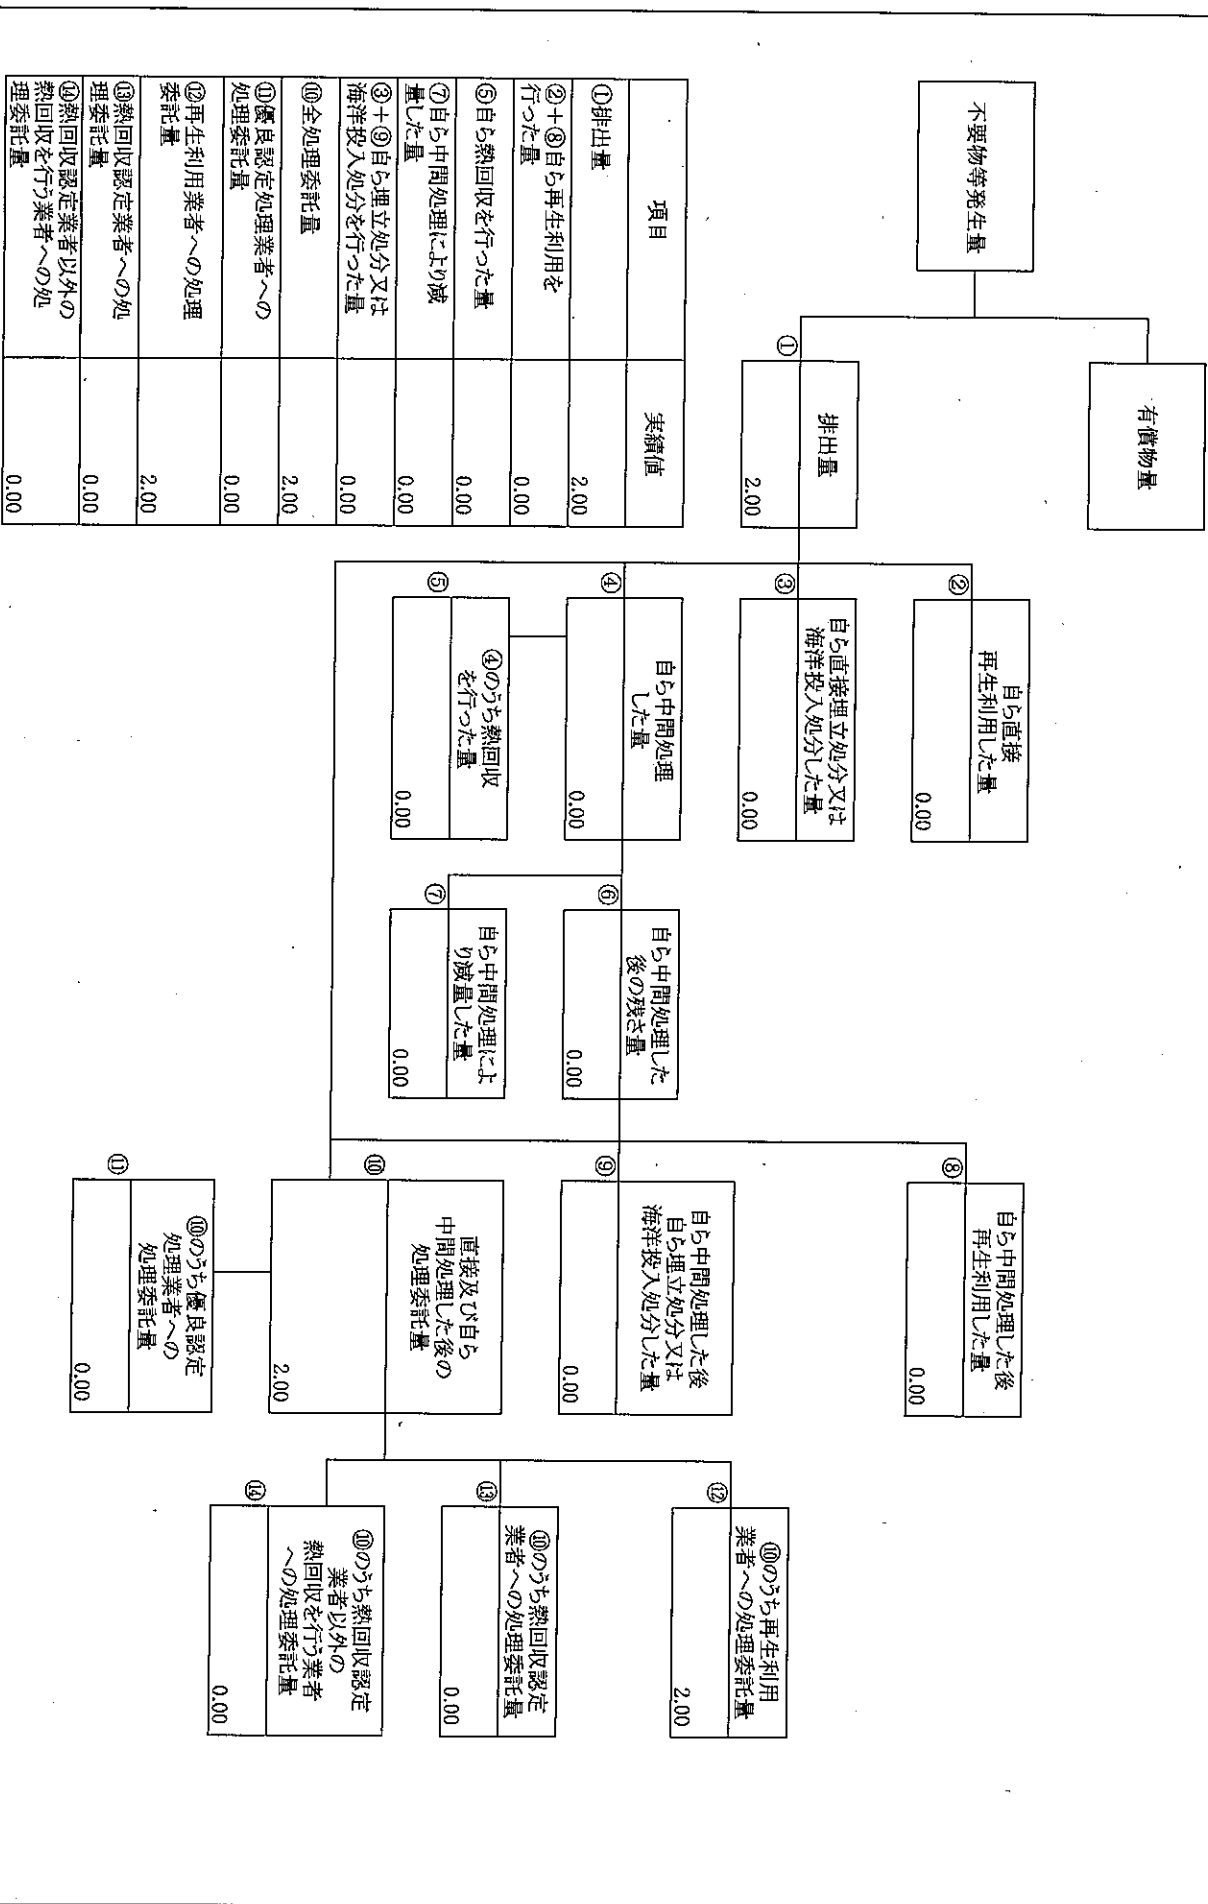 不要物等発生量
有償物量
①
排出量
2.00
②
自ら直接
再生利用した量
0.00
③
自ら直接埋立処分又は
海洋投入処分した量
0.00
④
自ら中間処理
した量
0.00
⑤
④のうち熱回収
を行った量
0.00
⑥
自ら中間処理した
後の残さ量
0.00
⑦
自ら中間処理によ
り減量した量
0.00
⑧
自ら中間処理した後
再生利用した量
0.00
⑨
自ら中間処理した後
自ら埋立処分又は
海洋投入処分した量
0.00
⑩
直接及び自ら
中間処理した後の
処理委託量
2.00
⑪
⑩のうち優良認定
処理業者への
処理委託量
0.00
⑫
⑩のうち再生利用
業者への処理委託量
2.00
⑬
⑩のうち熱回収認定
業者への処理委託量
0.00
⑭
⑩のうち熱回収認定
業者以外の
熱回収を行う業者
への処理委託量
0.00
項目 実績値
①排出量 2.00
②+⑧自ら再生利用を
行った量 0.00
⑤自ら熱回収を行った量 0.00
⑦自ら中間処理により減
量した量 0.00
③+⑨自ら埋立処分又は
海洋投入処分を行った量 0.00
⑩全処理委託量 2.00
⑪優良認定処理業者への
処理委託量 0.00
⑫再生利用業者への処理
委託量 2.00
⑬熱回収認定業者への処
理委託量 0.00
⑭熱回収認定業者以外の
熱回収を行う業者への処
理委託量 0.00